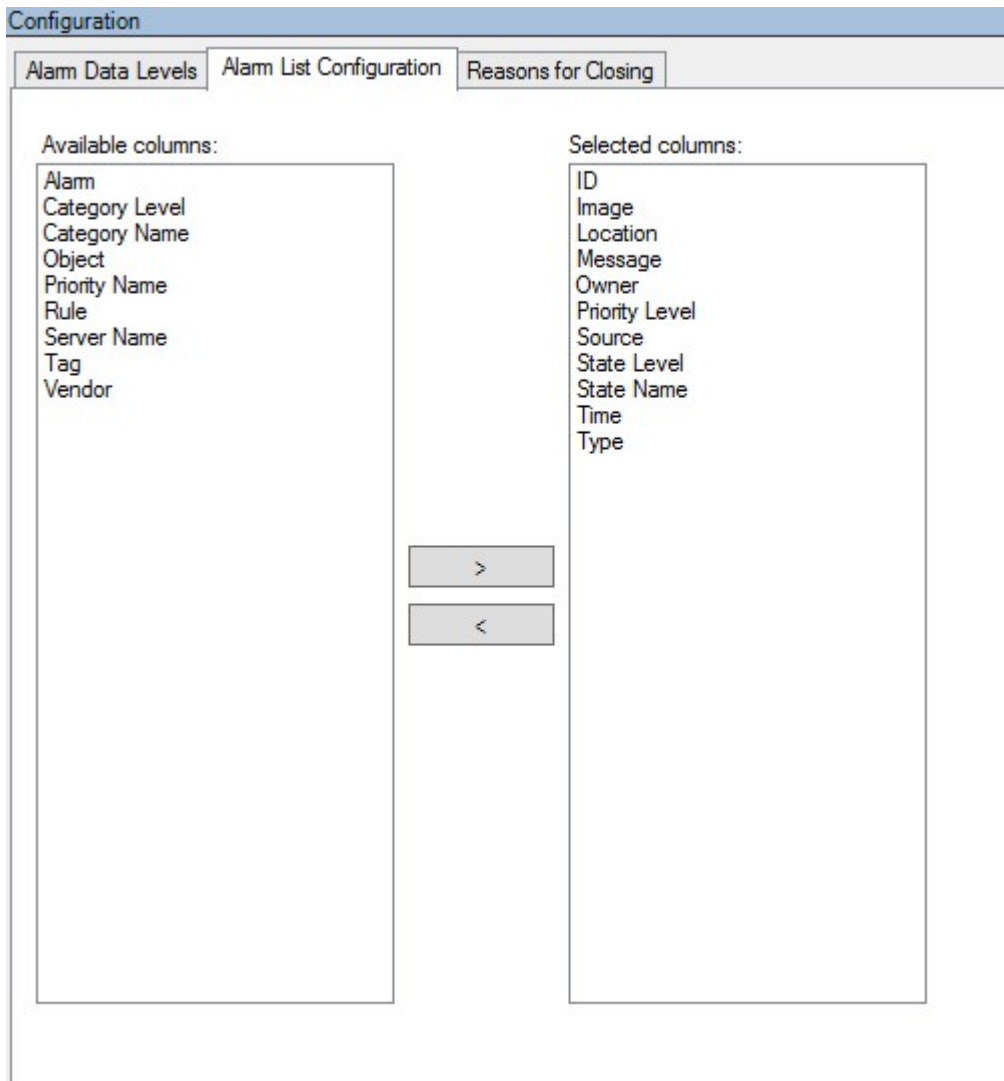 Configuration
Alarm Data Levels
Alarm List Configuration
Reasons for Closing
Available columns:
Alarm
Category Level
Category Name
Object
Priority Name
Rule
Server Name
Tag
Vendor
>
<
Selected columns:
ID
Image
Location
Message
Owner
Priority Level
Source
State Level
State Name
Time
Type